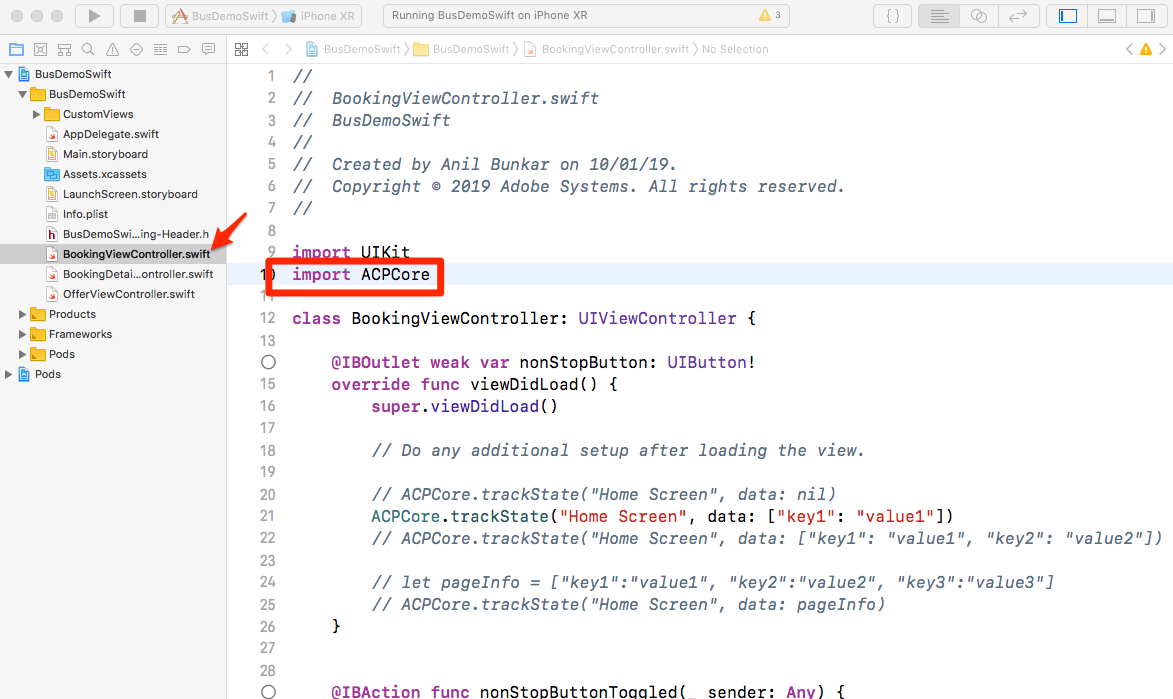 BusDemoSwift 〉 iPhone XR
Running BusDemoSwift on iPhone XR
3
{ }
BusDemoSwift 〉 BusDemoSwift 〉 BookingViewController.swift 〉 No Selection
BusDemoSwift
BusDemoSwift
CustomViews
AppDelegate.swift
Main.storyboard
Assets.xcassets
LaunchScreen.storyboard
Info.plist
BusDemoSwi...ing-Header.h
BookingViewController.swift
BookingDetai...ontroller.swift
OfferViewController.swift
Products
Frameworks
Pods
Pods
1 //
2 // BookingViewController.swift
3 // BusDemoSwift
4 //
5 // Created by Anil Bunkar on 10/01/19.
6 // Copyright © 2019 Adobe Systems. All rights reserved.
7 //
8
9 import UIKit
10 import ACPCore
11
12 class BookingViewController: UIViewController {
13
@IBOutlet weak var nonStopButton: UIButton!
15 override func viewDidLoad() {
16 super.viewDidLoad()
17
18 // Do any additional setup after loading the view.
19
20 // ACPCore.trackState("Home Screen", data: nil)
21 ACPCore.trackState("Home Screen", data: ["key1": "value1"])
22 // ACPCore.trackState("Home Screen", data: ["key1": "value1", "key2": "value2"])
23
24 // let pageInfo = ["key1":"value1", "key2":"value2", "key3":"value3"]
25 // ACPCore.trackState("Home Screen", data: pageInfo)
26 }
27
28
@IBAction func nonStopButtonToggled(_ sender: Any) {